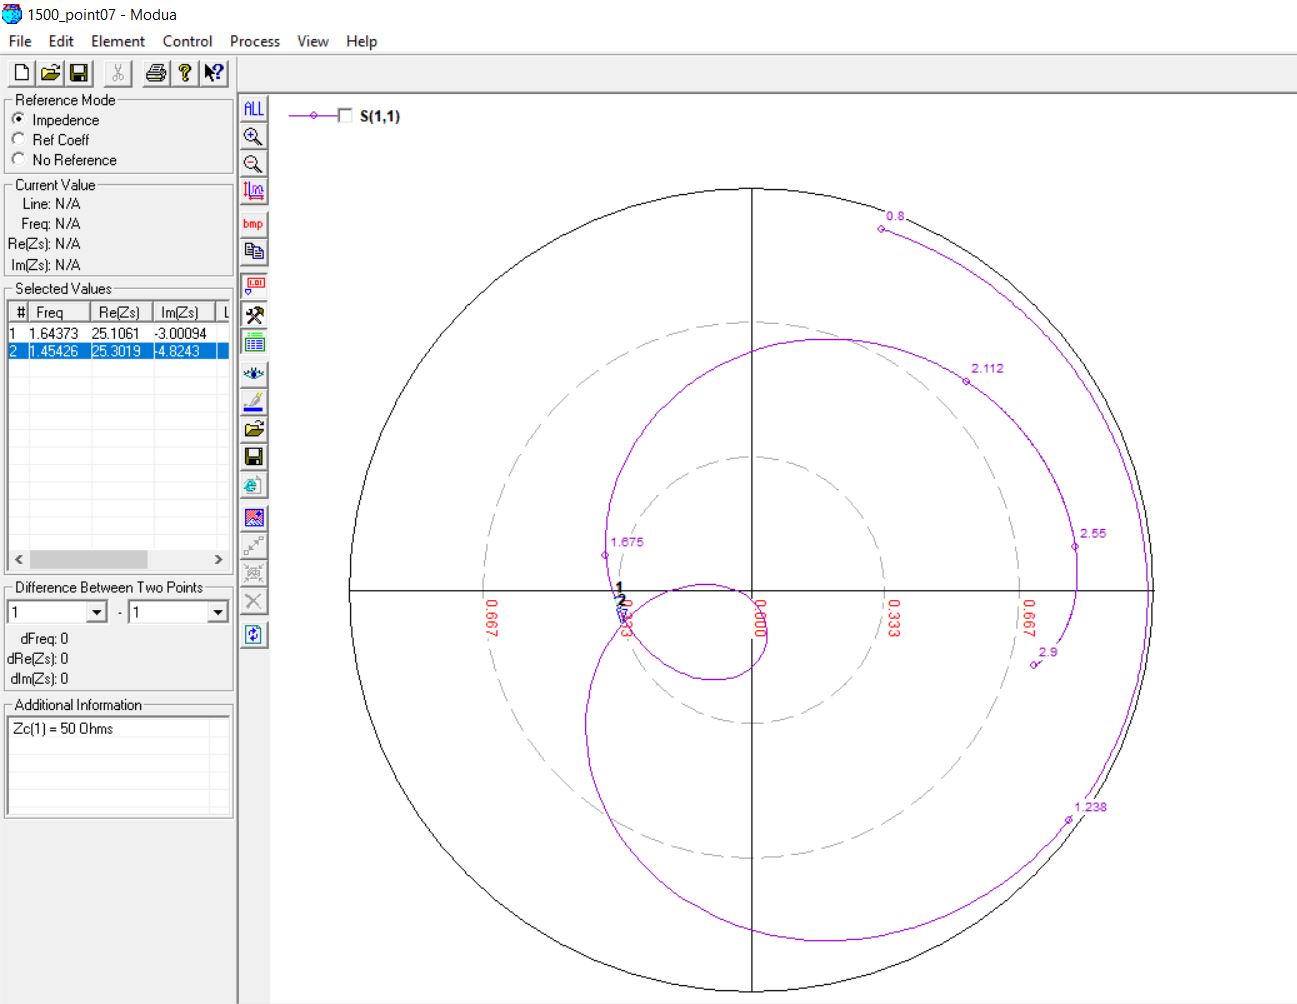 1500_point07 - Modua
File Edit Element Control Process View Help
Reference Mode
Impedence
Ref Coeff
No Reference
Current Value
Line: N/A
Freq: N/A
Re(Zs): N/A
Im(Zs): N/A
Selected Values
# Freq Re(Zs) Im(Zs) L
1 1.64373 25.1061 -3.00094
2 1.45426 25.3019 -4.8243
Difference Between Two Points
1 - 1
dFreq: 0
dRe(Zs): 0
dIm(Zs): 0
Additional Information
Zc(1) = 50 Ohms
ALL
bmp
1.01
S(1,1)
0.8
2.112
1.675
2.55
1
2
0.667
0.333
0.000
0.333
0.667
2.9
1.238